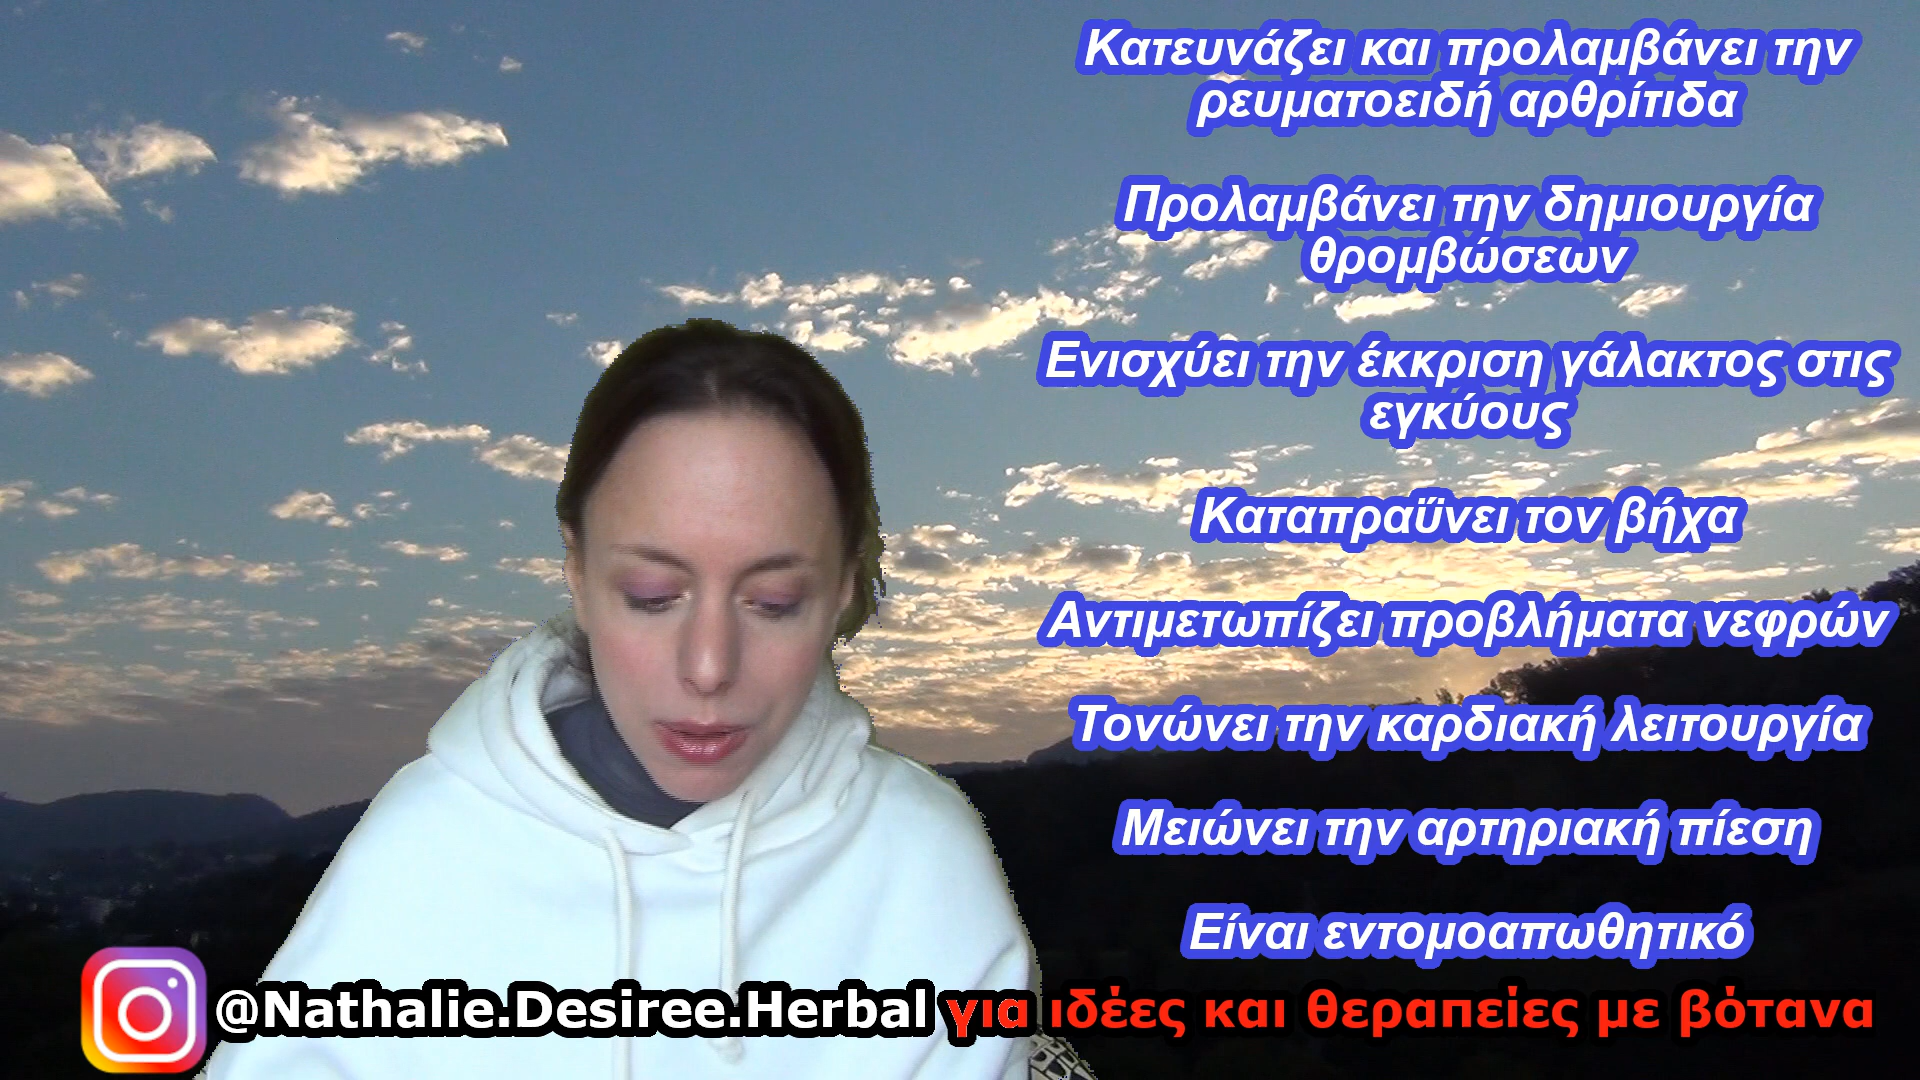 Κατευνάζει και προλαμβάνει την
ρευματοειδή αρθρίτιδα
Προλαμβάνει την δημιουργία
θρομβώσεων
Ενισχύει την έκκριση γάλακτος στις
εγκύους
Καταπραΰνει τον βήχα
Αντιμετωπίζει προβλήματα νεφρών
Τονώνει την καρδιακή λειτουργία
Μειώνει την αρτηριακή πίεση
Είναι εντομοαπωθητικό
@Nathalie.Desiree.Herbal για ιδέες και θεραπείες με βότανα